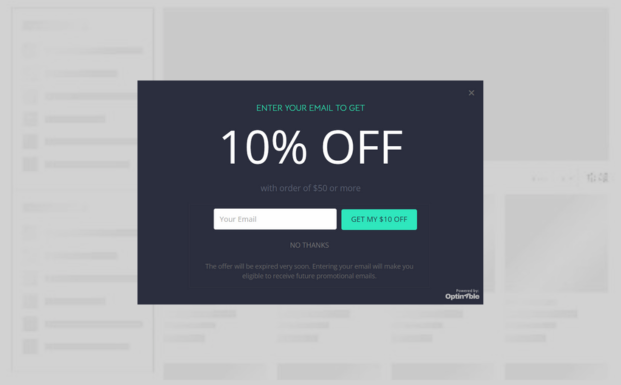 ENTER YOUR EMAIL TO GET
10% OFF
with order of $50 or more
Your Email
GET MY $10 OFF
NO THANKS
The offer will be expired very soon. Entering your email will make you
eligible to receive future promotional emails.
Powered by: